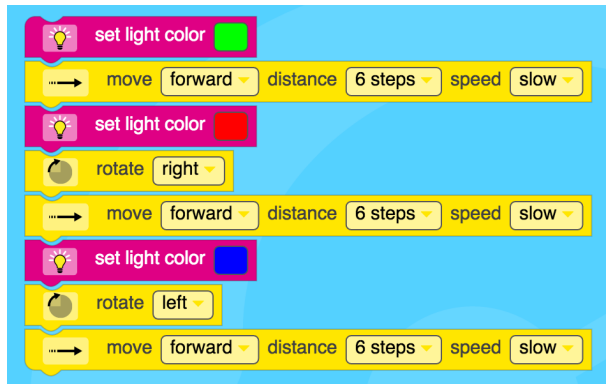 set light color
move forward distance 6 steps speed slow
set light color
rotate right
move forward distance 6 steps speed slow
set light color
rotate left
move forward distance 6 steps speed slow